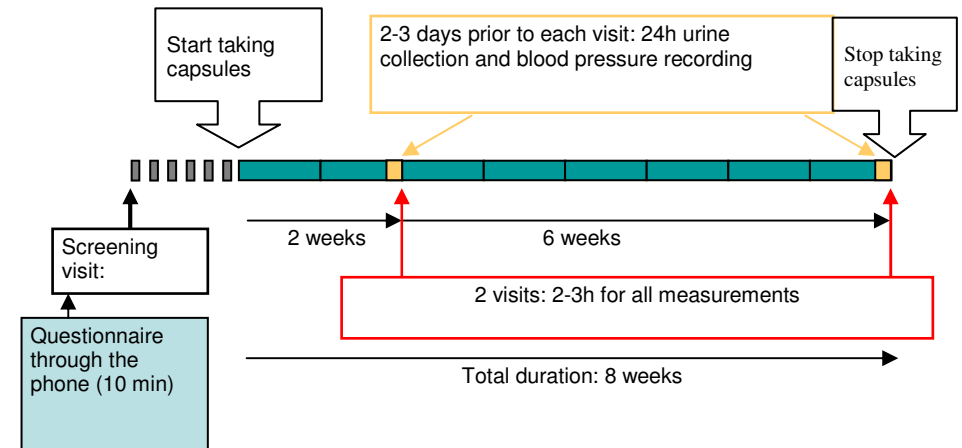 Start taking
capsules
2-3 days prior to each visit: 24h urine
collection and blood pressure recording
Stop taking
capsules
2 weeks
6 weeks
Screening
visit:
2 visits: 2-3h for all measurements
Questionnaire
through the
phone (10 min)
Total duration: 8 weeks